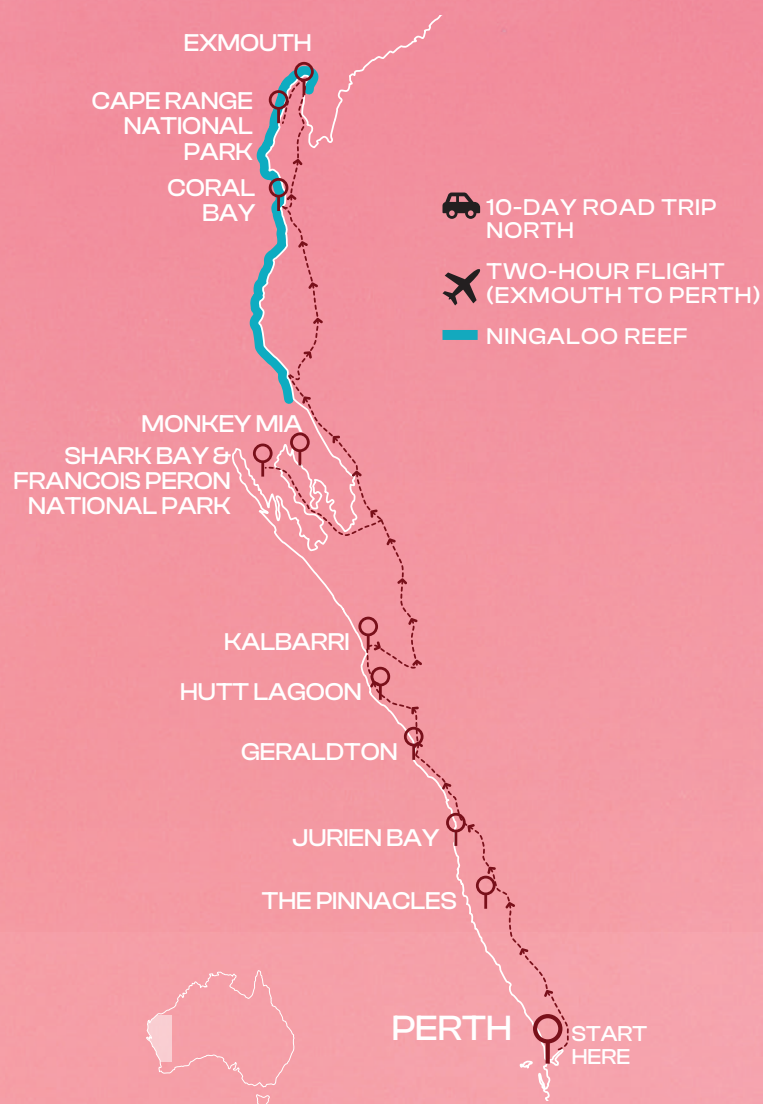 EXMOUTH
CAPE RANGE
NATIONAL
PARK
CORAL
BAY
10-DAY ROAD TRIP
NORTH
TWO-HOUR FLIGHT
(EXMOUTH TO PERTH)
NINGALOO REEF
MONKEY MIA
SHARK BAY &
FRANCOIS PERON
NATIONAL PARK
KALBARRI
HUTT LAGOON
GERALDTON
JURIEN BAY
THE PINNACLES
PERTH
START
HERE